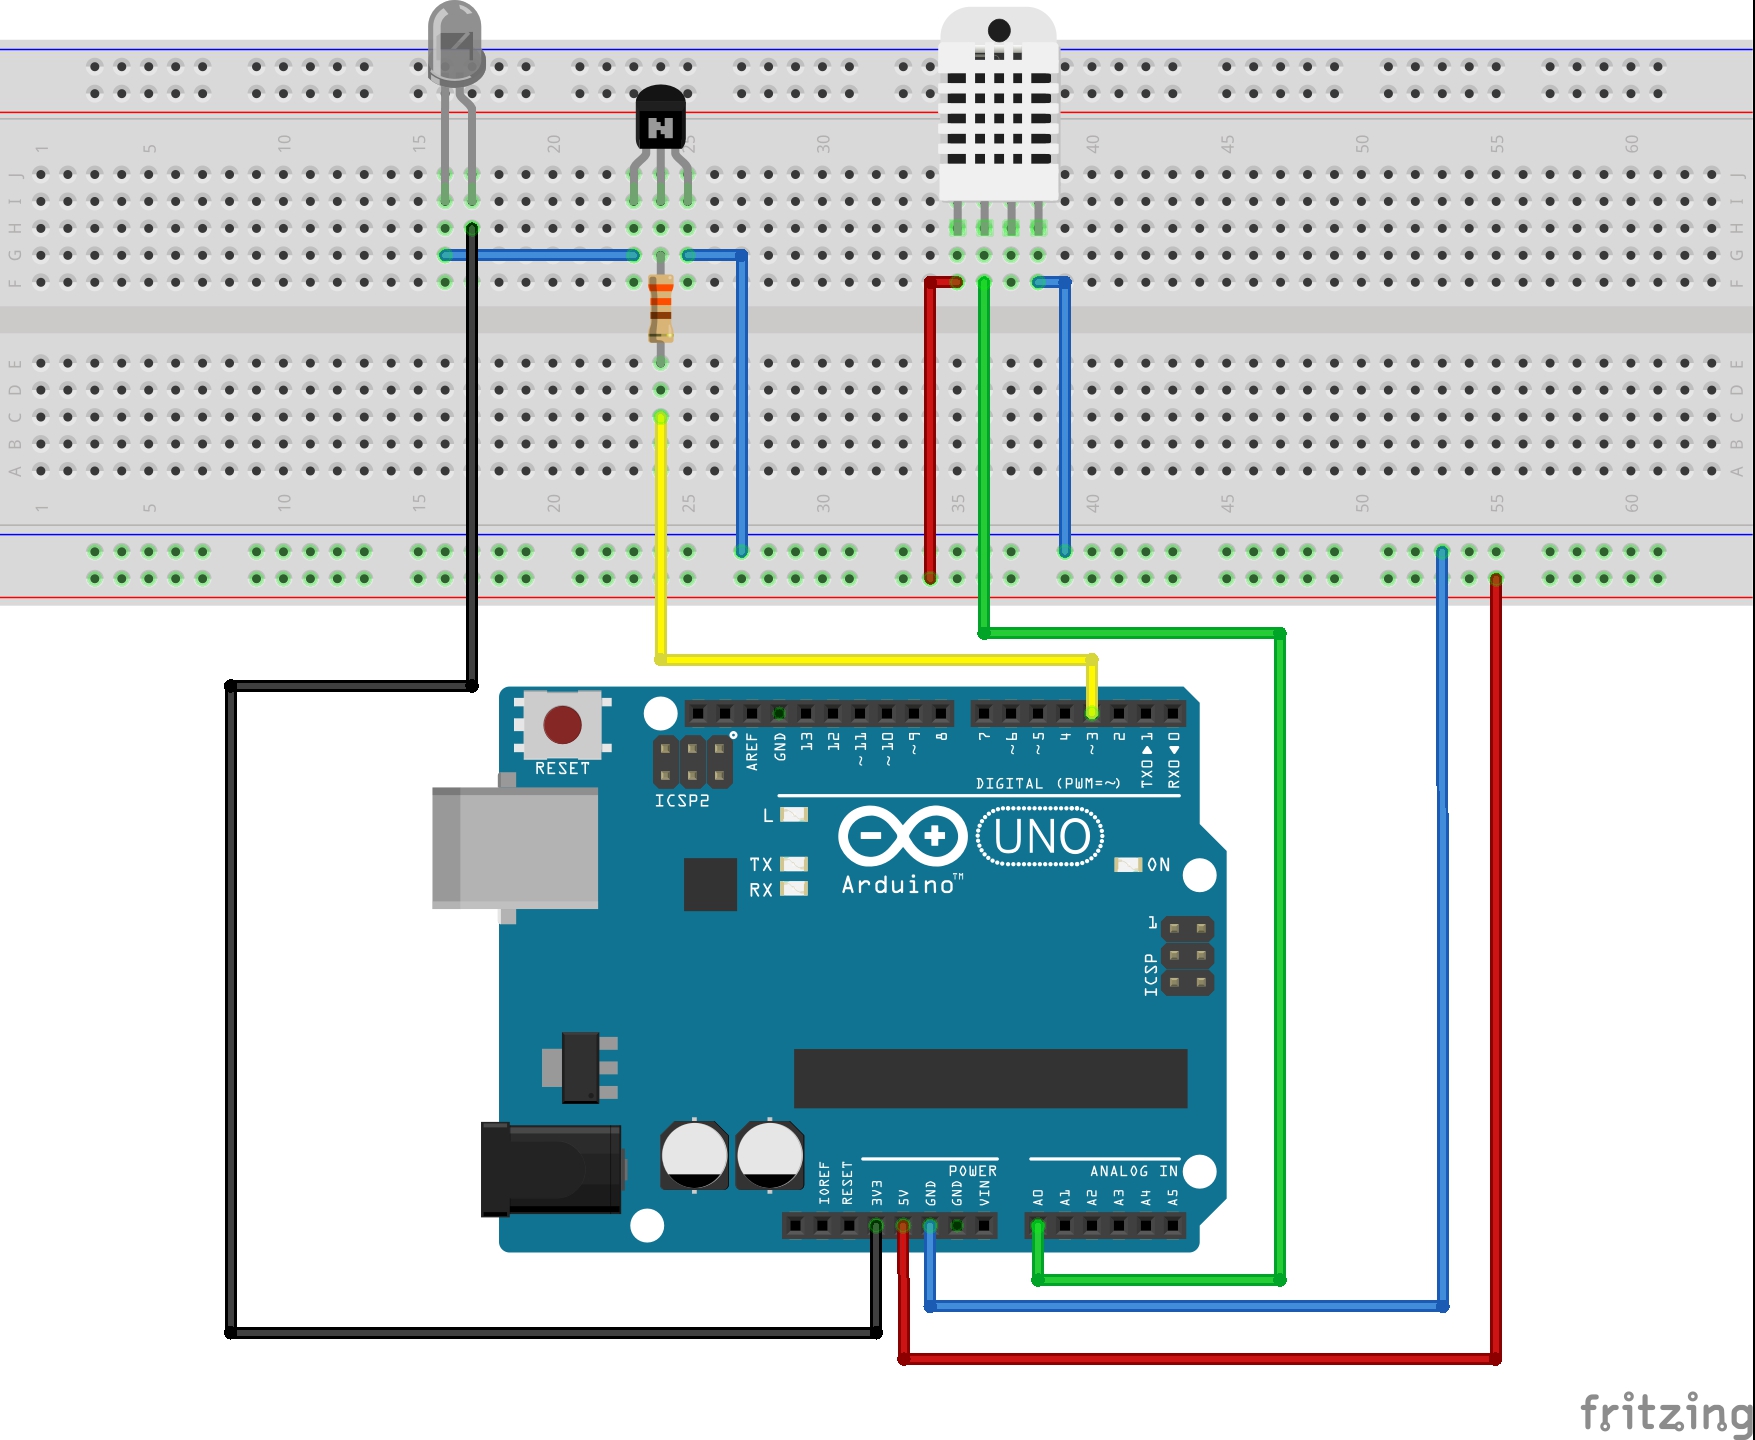 N
1 5 10 15 20 25 30 35 40 45 50 55 60
J J
I I
H H
G G
F F
E E
D D
C C
B B
A A
1 5 10 15 20 25 30 35 40 45 50 55 60
RESET
ICSP2
AREF GND 13 12 ~11 ~10 ~9 8 7 ~6 ~5 4 ~3 2 TX0 1 RX0 0
DIGITAL (PWM=~)
L
TX
RX
UNO
Arduino™
ON
1
ICSP
POWER
ANALOG IN
IOREF RESET 3V3 5V GND GND VIN A0 A1 A2 A3 A4 A5
fritzing